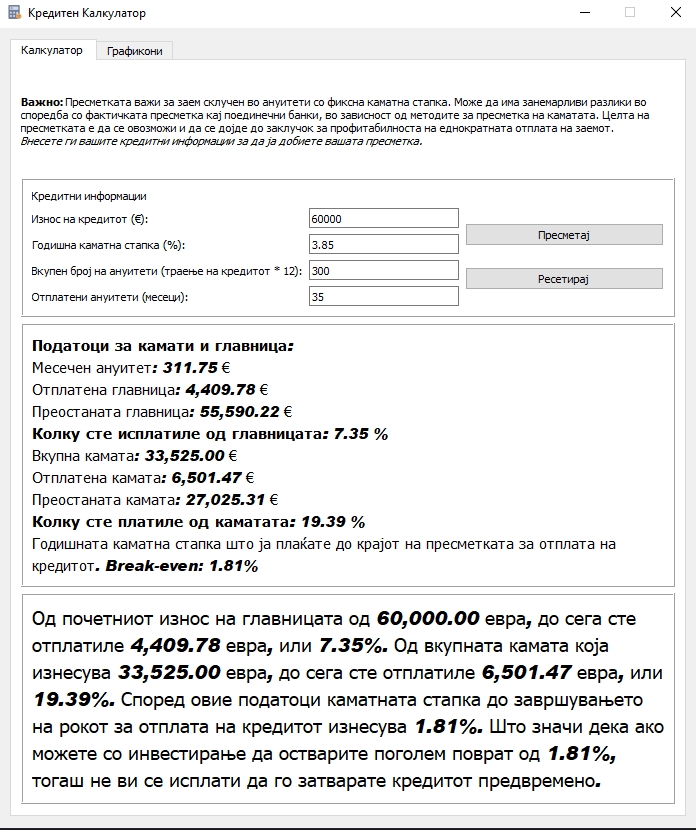 Кредитен Калкулатор
Калкулатор
Графикони
Важно: Пресметката важи за заем склучен во ануитети со фиксна каматна стапка. Може да има занемарливи разлики во
споредба со фактичката пресметка кај поединечни банки, во зависност од методите за пресметка на каматата. Целта на
пресметката е да се овозможи и да се дојде до заклучок за профитабилноста на еднократната отплата на заемот.
Внесете ги вашите кредитни информации за да ја добиете вашата пресметка.
Кредитни информации
Износ на кредитот (€): 60000
Годишна каматна стапка (%): 3.85
Пресметај
Вкупен број на ануитети (траење на кредитот * 12): 300
Отплатени ануитети (месеци): 35
Ресетирај
Податоци за камати и главница:
Месечен ануитет: 311.75 €
Отплатена главница: 4,409.78 €
Преостаната главница: 55,590.22 €
Колку сте исплатиле од главницата: 7.35 %
Вкупна камата: 33,525.00 €
Отплатена камата: 6,501.47 €
Преостаната камата: 27,025.31 €
Колку сте платиле од каматата: 19.39 %
Годишната каматна стапка што ја плаќате до крајот на пресметката за отплата на
кредитот. Break-even: 1.81%
Од почетниот износ на главницата од 60,000.00 евра, до сега сте
отплатиле 4,409.78 евра, или 7.35%. Од вкупната камата која
изнесува 33,525.00 евра, до сега сте отплатиле 6,501.47 евра, или
19.39%. Според овие податоци каматната стапка до завршувањето
на рокот за отплата на кредитот изнесува 1.81%. Што значи дека ако
можете со инвестирање да остварите поголем поврат од 1.81%,
тогаш не ви се исплати да го затварате кредитот предвремено.